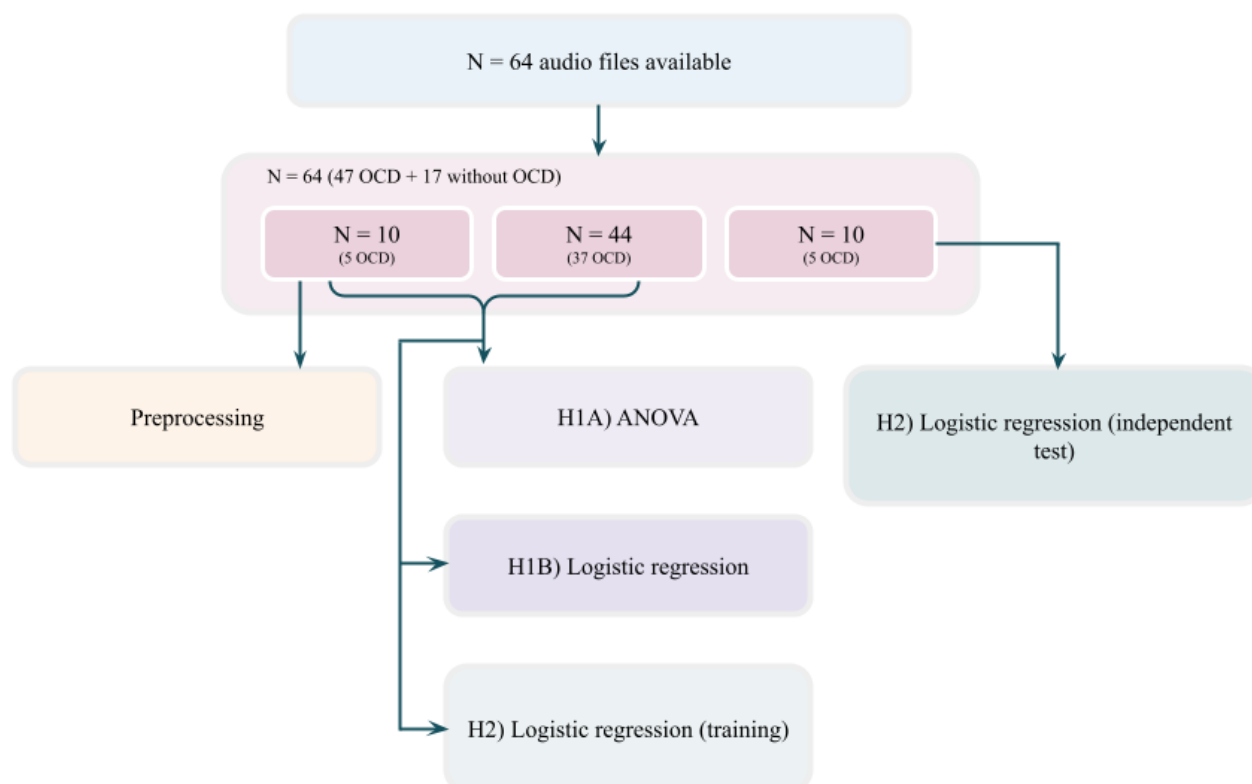 N = 64 audio files available
N = 64 (47 OCD + 17 without OCD)
N = 10
(5 OCD)
N = 44
(37 OCD)
N = 10
(5 OCD)
Preprocessing
H1A) ANOVA
H2) Logistic regression (independent
test)
H1B) Logistic regression
H2) Logistic regression (training)